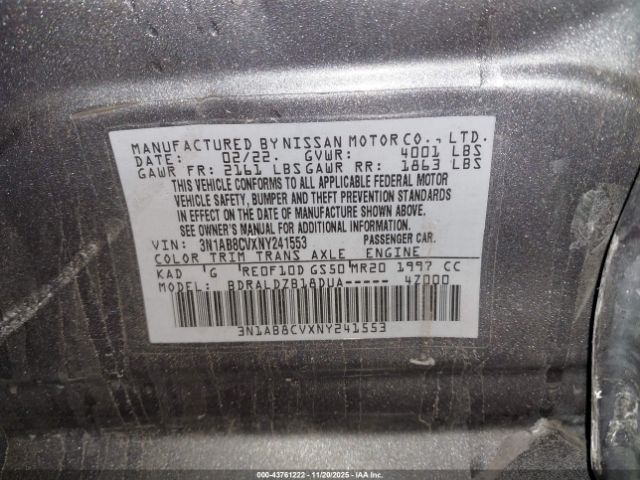 MANUFACTURED BY NISSAN MOTOR CO., LTD.
DATE: 02/22. GVWR: 4001 LBS
GAWR FR: 2161 LBS GAWR RR: 1863 LBS
THIS VEHICLE CONFORMS TO ALL APPLICABLE FEDERAL MOTOR
VEHICLE SAFETY, BUMPER AND THEFT PREVENTION STANDARDS
IN EFFECT ON THE DATE OF MANUFACTURE SHOWN ABOVE.
SEE OWNER'S MANUAL FOR ADDITIONAL INFORMATION.
VIN: 3N1AB8CVXNY241553 PASSENGER CAR.
COLOR TRIM TRANS AXLE ENGINE
KAD G RE0F10D GS50 MR20 1997 CC
MODEL: BDRALDZB18DUA----- 4Z000
3N1AB8CVXNY241553
000-43761222 | 11/20/2025 | IAA Inc.